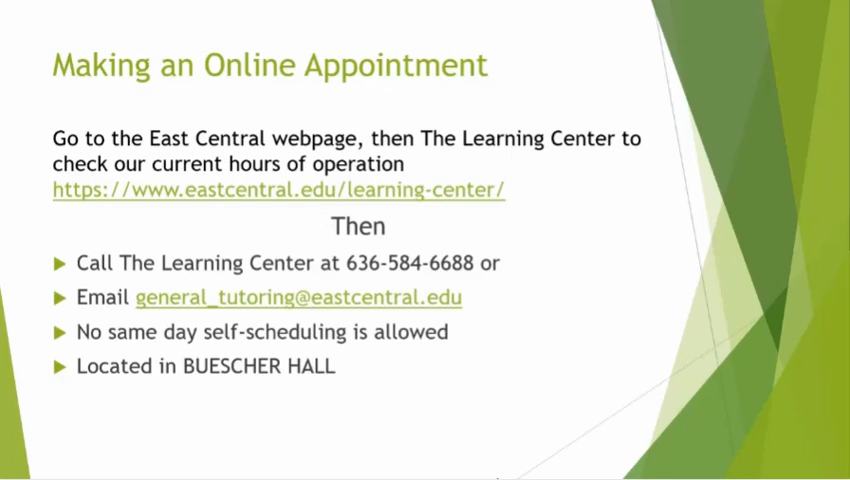 Making an Online Appointment
Go to the East Central webpage, then The Learning Center to
check our current hours of operation
https://www.eastcentral.edu/learning-center/
Then
Call The Learning Center at 636-584-6688 or
Email general_tutoring@eastcentral.edu
No same day self-scheduling is allowed
Located in BUESCHER HALL